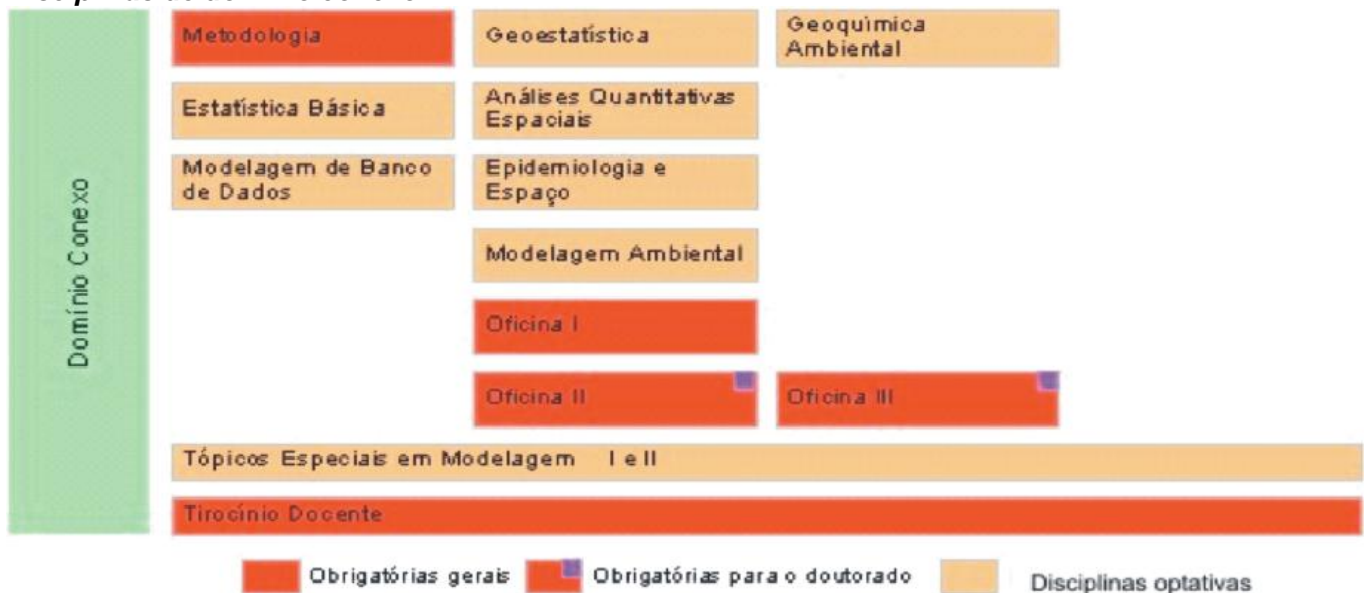 Metodologia
Geoestatística
Geoquìmica
Ambiental
Estatística Básica
Análises Quantitativas
Espaciais
Modelagem de Banco
de Dados
Epidemiologia e
Espaço
Modelagem Ambiental
Oficina I
Oficina II
Oficina III
Tópicos Especiais em Modelagem I e II
Tirocínio Docente
Domínio Conexo
Obrigatórias gerais
Obrigatórias para o doutorado
Disciplinas optativas